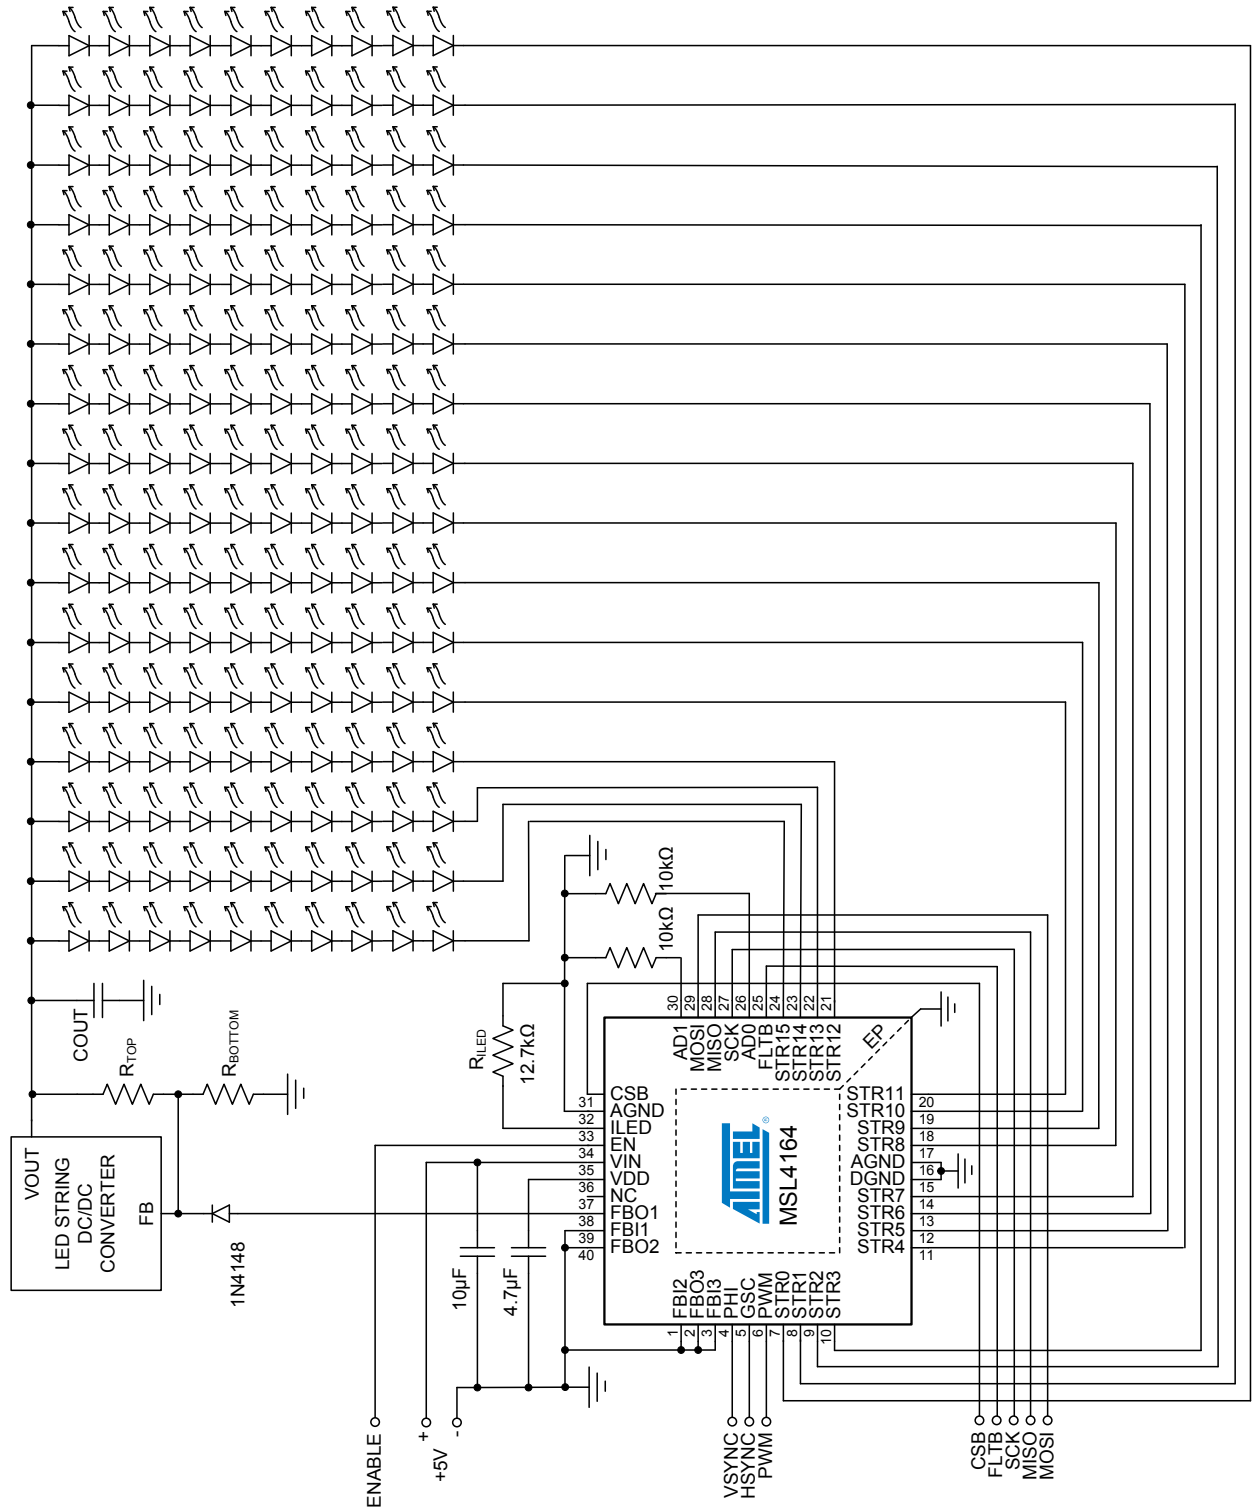 COUT
R_TOP
R_BOTTOM
VOUT
LED STRING
DC/DC
CONVERTER
FB
1N4148
R_ILED
12.7kΩ
10kΩ
10kΩ
10µF
4.7µF
ENABLE
+
+5V
-
30
29
28
27
26
25
24
23
22
21
AD1
MOSI
MISO
SCK
AD0
FLTB
STR15
STR14
STR13
STR12
EP
31
32
33
34
35
36
37
38
39
40
CSB
AGND
ILED
EN
VIN
VDD
NC
FBO1
FBI1
FBO2
ATMEL®
MSL4164
STR11
STR10
STR9
STR8
AGND
DGND
STR7
STR6
STR5
STR4
20
19
18
17
16
15
14
13
12
11
FBI2
FBO3
FBI3
PHI
GSC
PWM
STR0
STR1
STR2
STR3
1
2
3
4
5
6
7
8
9
10
VSYNC
HSYNC
PWM
CSB
FLTB
SCK
MISO
MOSI